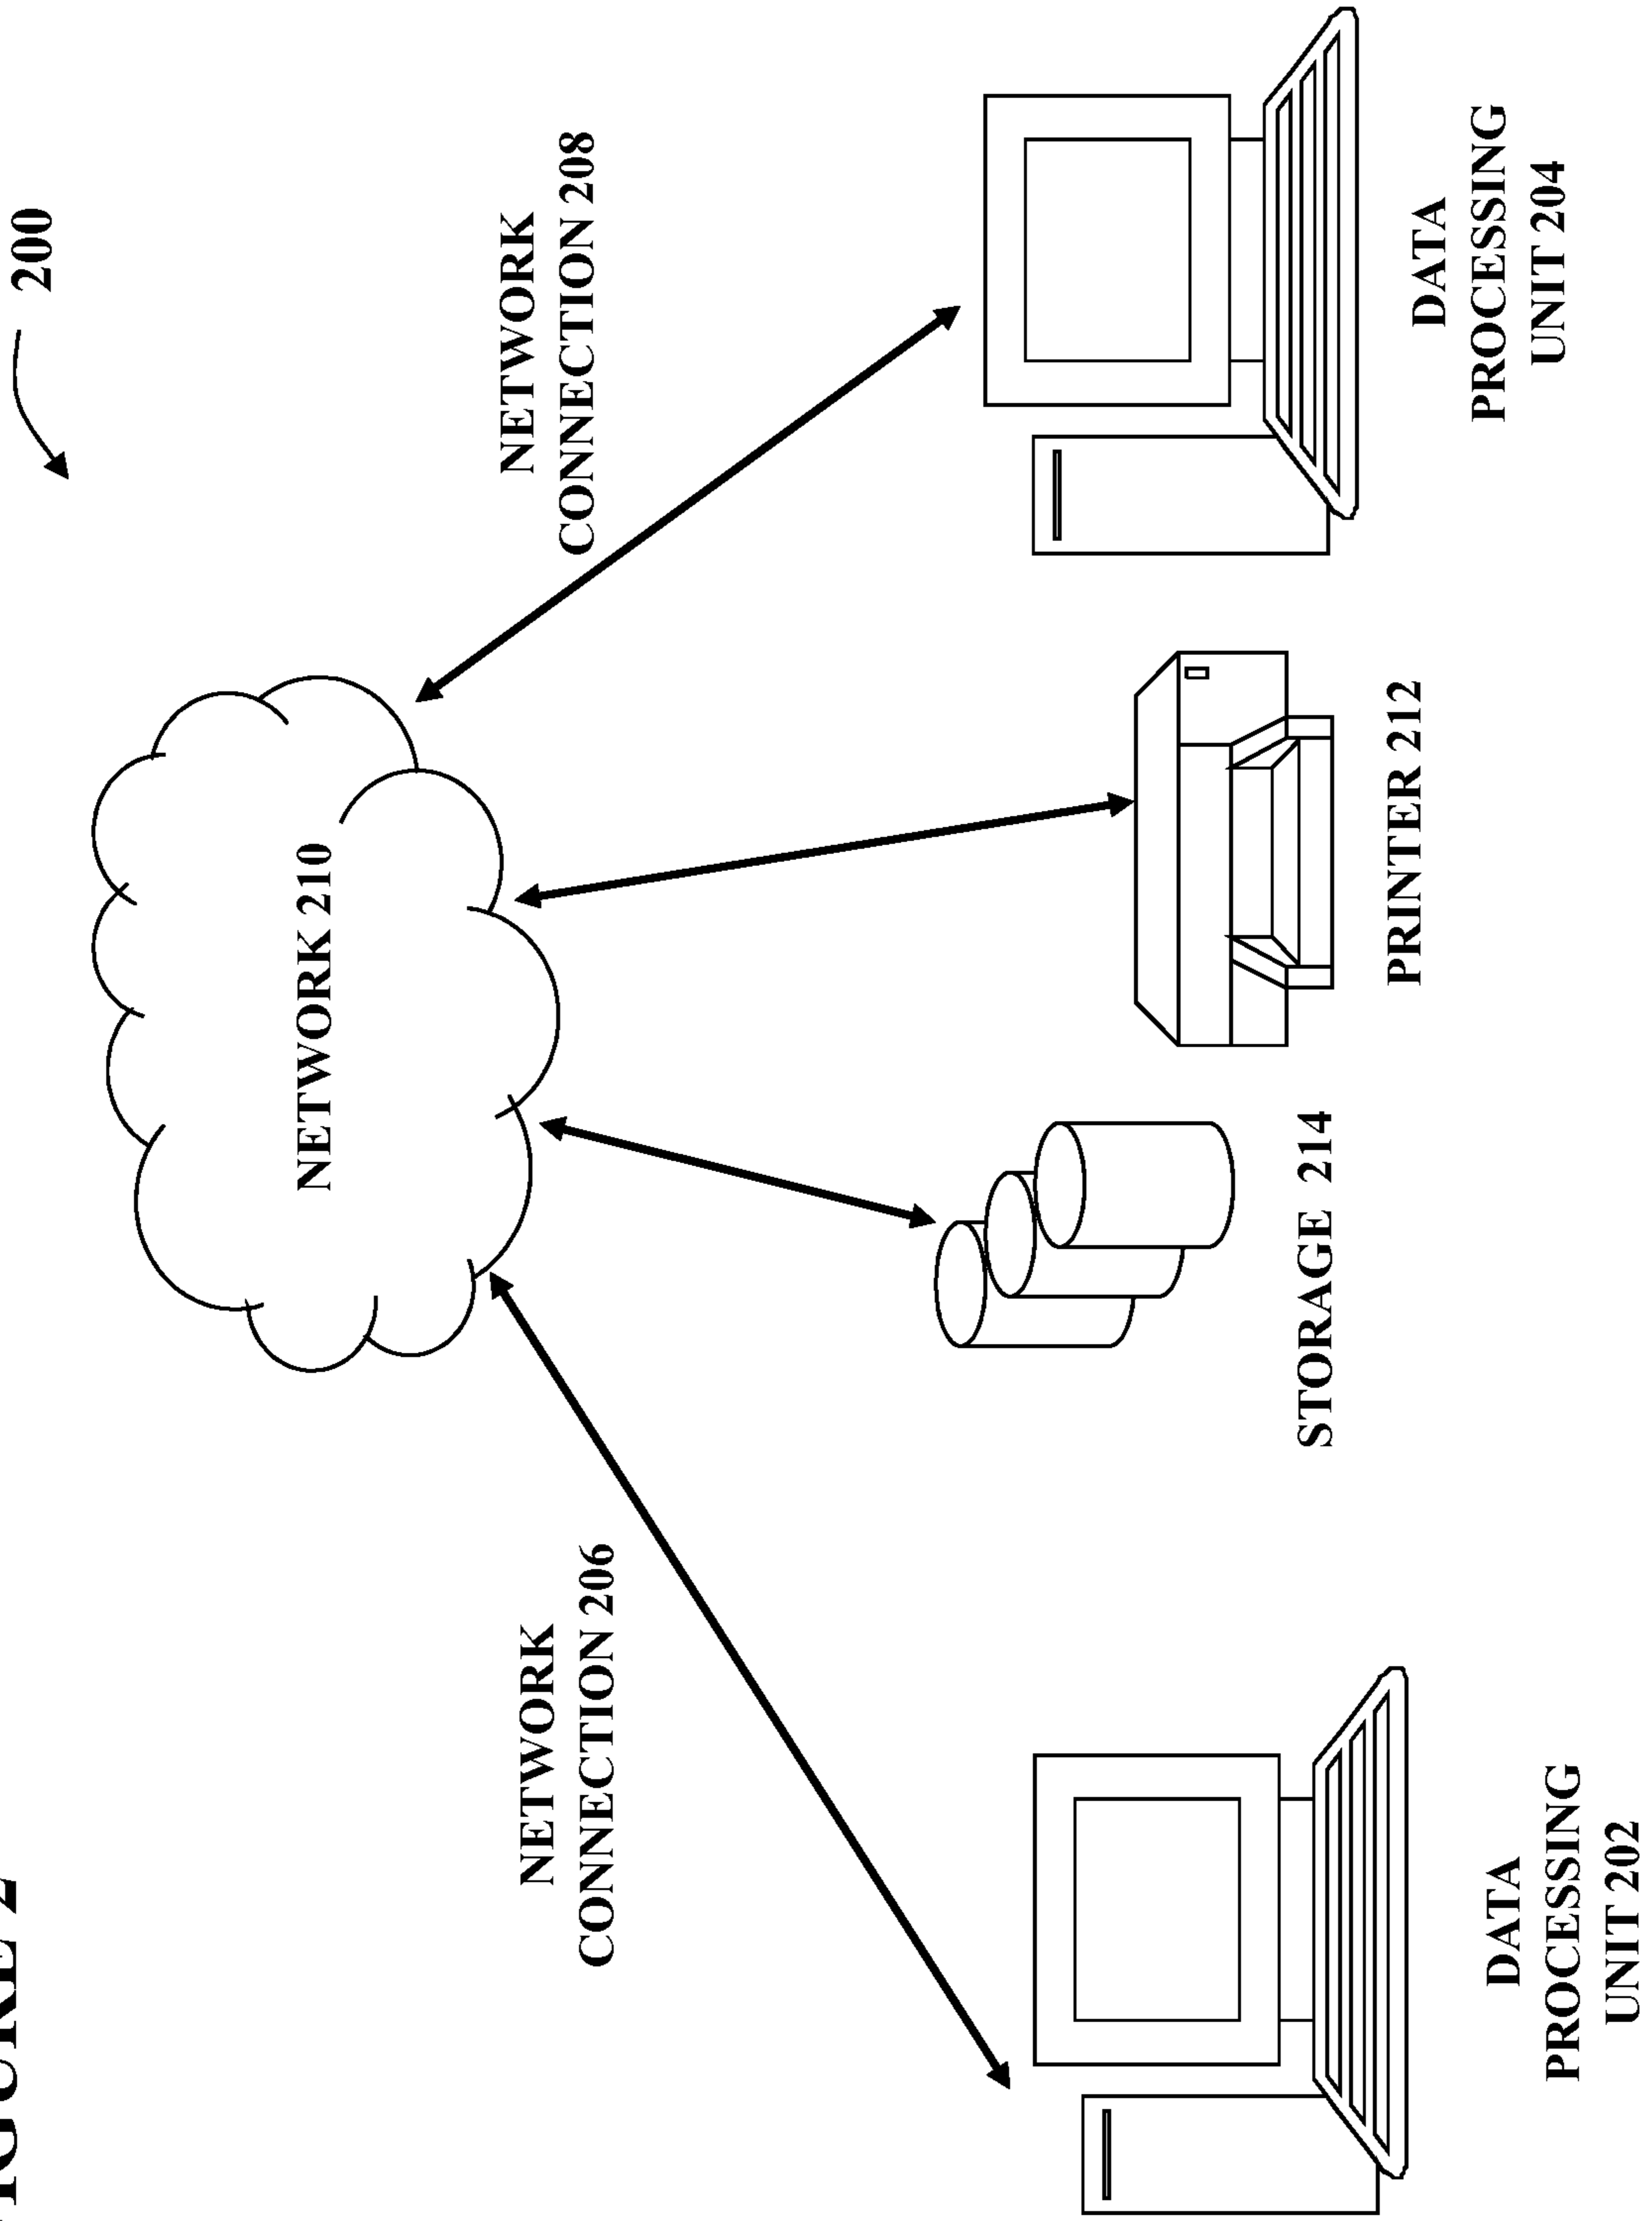 FIGURE 2
200
NETWORK 210
NETWORK
CONNECTION 206
NETWORK
CONNECTION 208
STORAGE 214
PRINTER 212
DATA
PROCESSING
UNIT 202
DATA
PROCESSING
UNIT 204